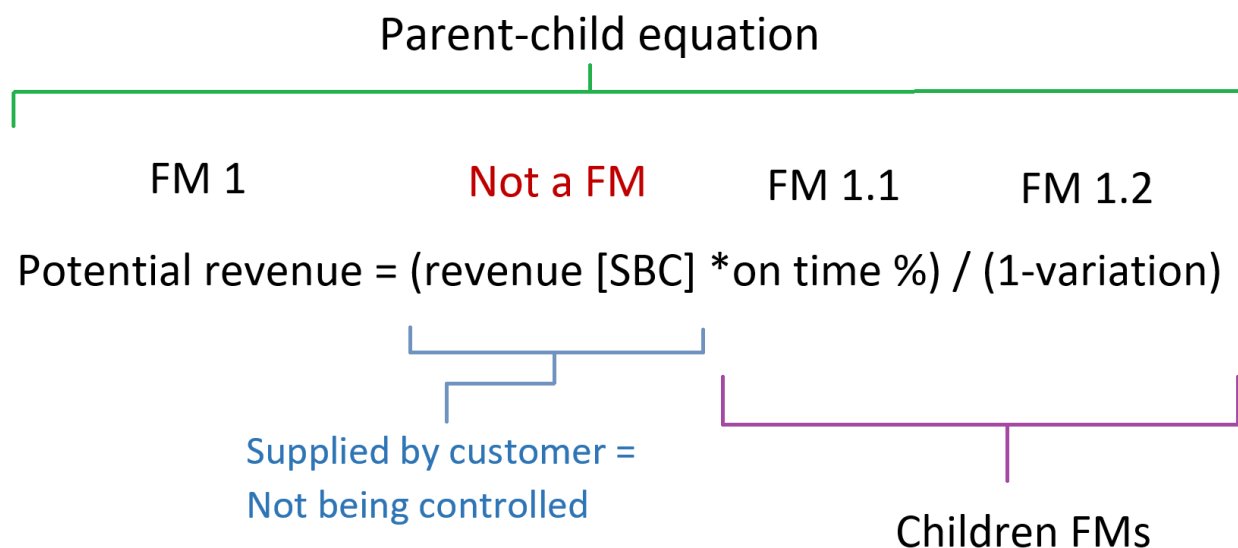 Parent-child equation
FM 1 Not a FM FM 1.1 FM 1.2
Potential revenue = (revenue [SBC] *on time %) / (1-variation)
Supplied by customer =
Not being controlled
Children FMs